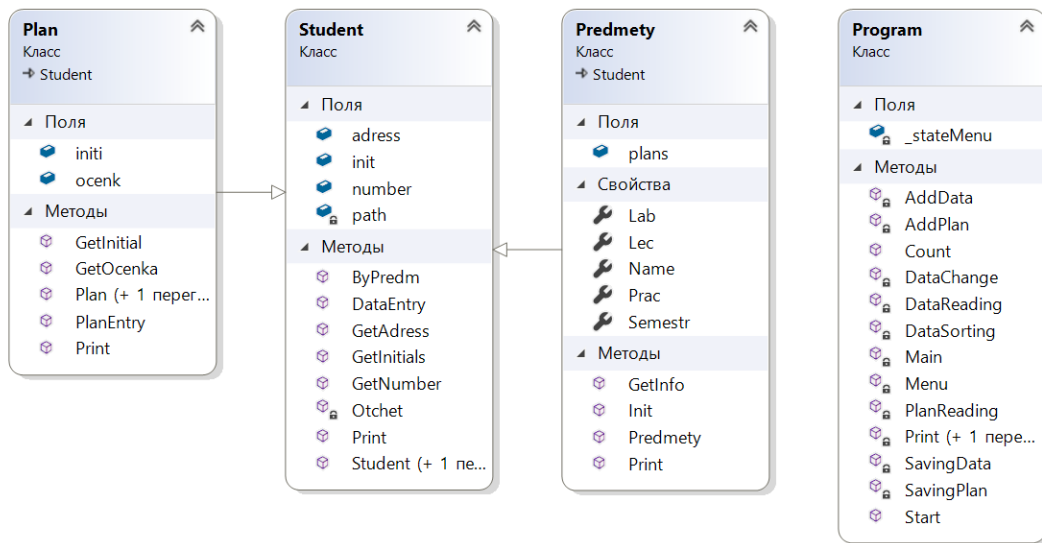 Plan
Класс
Student
Поля
initi
ocenk
Методы
GetInitial
GetOcenka
Plan (+ 1 перег...
PlanEntry
Print
Student
Класс
Поля
adress
init
number
path
Методы
ByPredm
DataEntry
GetAdress
GetInitials
GetNumber
Otchet
Print
Student (+ 1 пе...
Predmety
Класс
Student
Поля
plans
Свойства
Lab
Lec
Name
Prac
Semestr
Методы
GetInfo
Init
Predmety
Print
Program
Класс
Поля
_stateMenu
Методы
AddData
AddPlan
Count
DataChange
DataReading
DataSorting
Main
Menu
PlanReading
Print (+ 1 пере...
SavingData
SavingPlan
Start